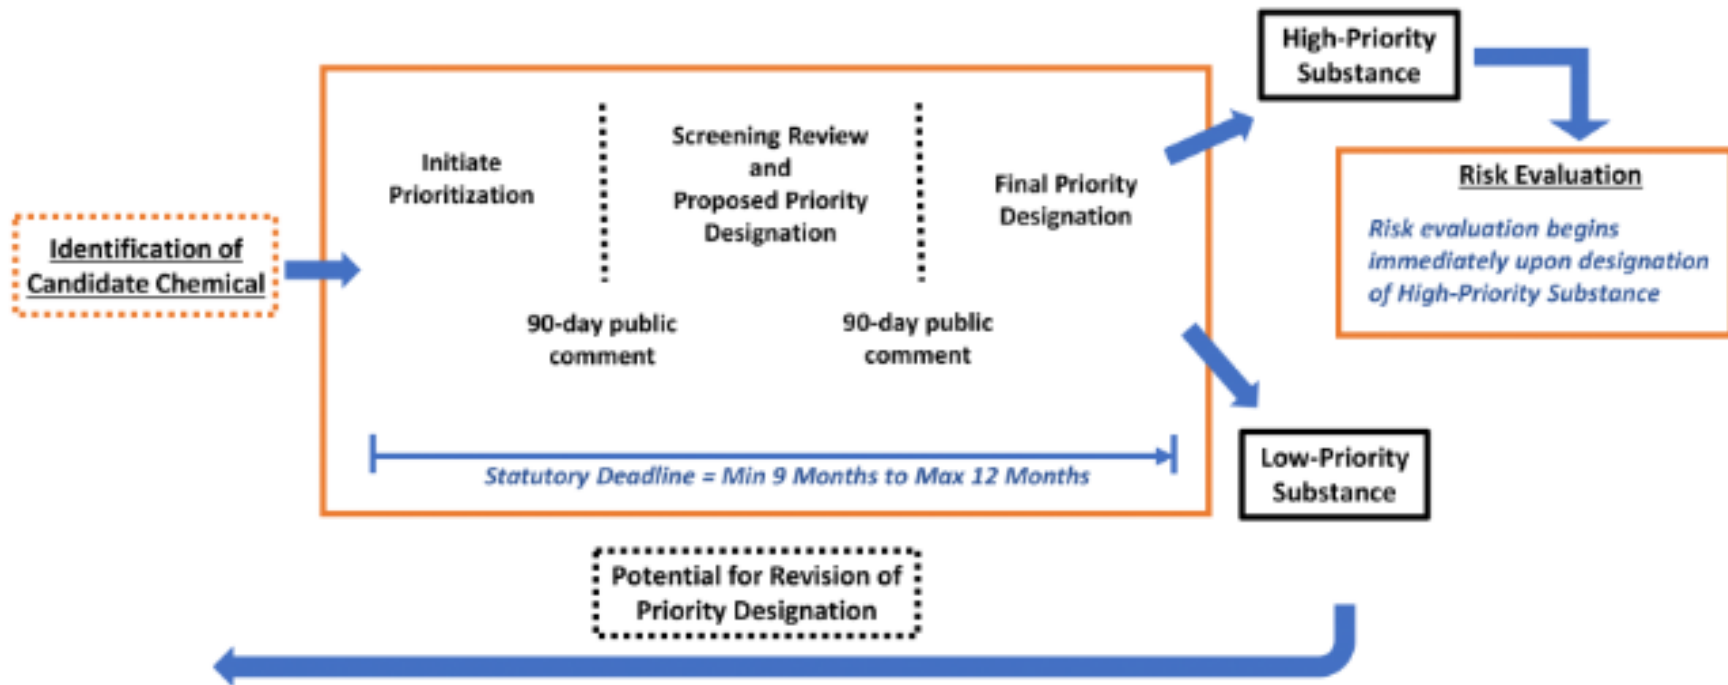 Identification of
Candidate Chemical
Initiate
Prioritization
90-day public
comment
Screening Review
and
Proposed Priority
Designation
90-day public
comment
Final Priority
Designation
Statutory Deadline = Min 9 Months to Max 12 Months
High-Priority
Substance
Risk Evaluation
Risk evaluation begins
immediately upon designation
of High-Priority Substance
Low-Priority
Substance
Potential for Revision of
Priority Designation